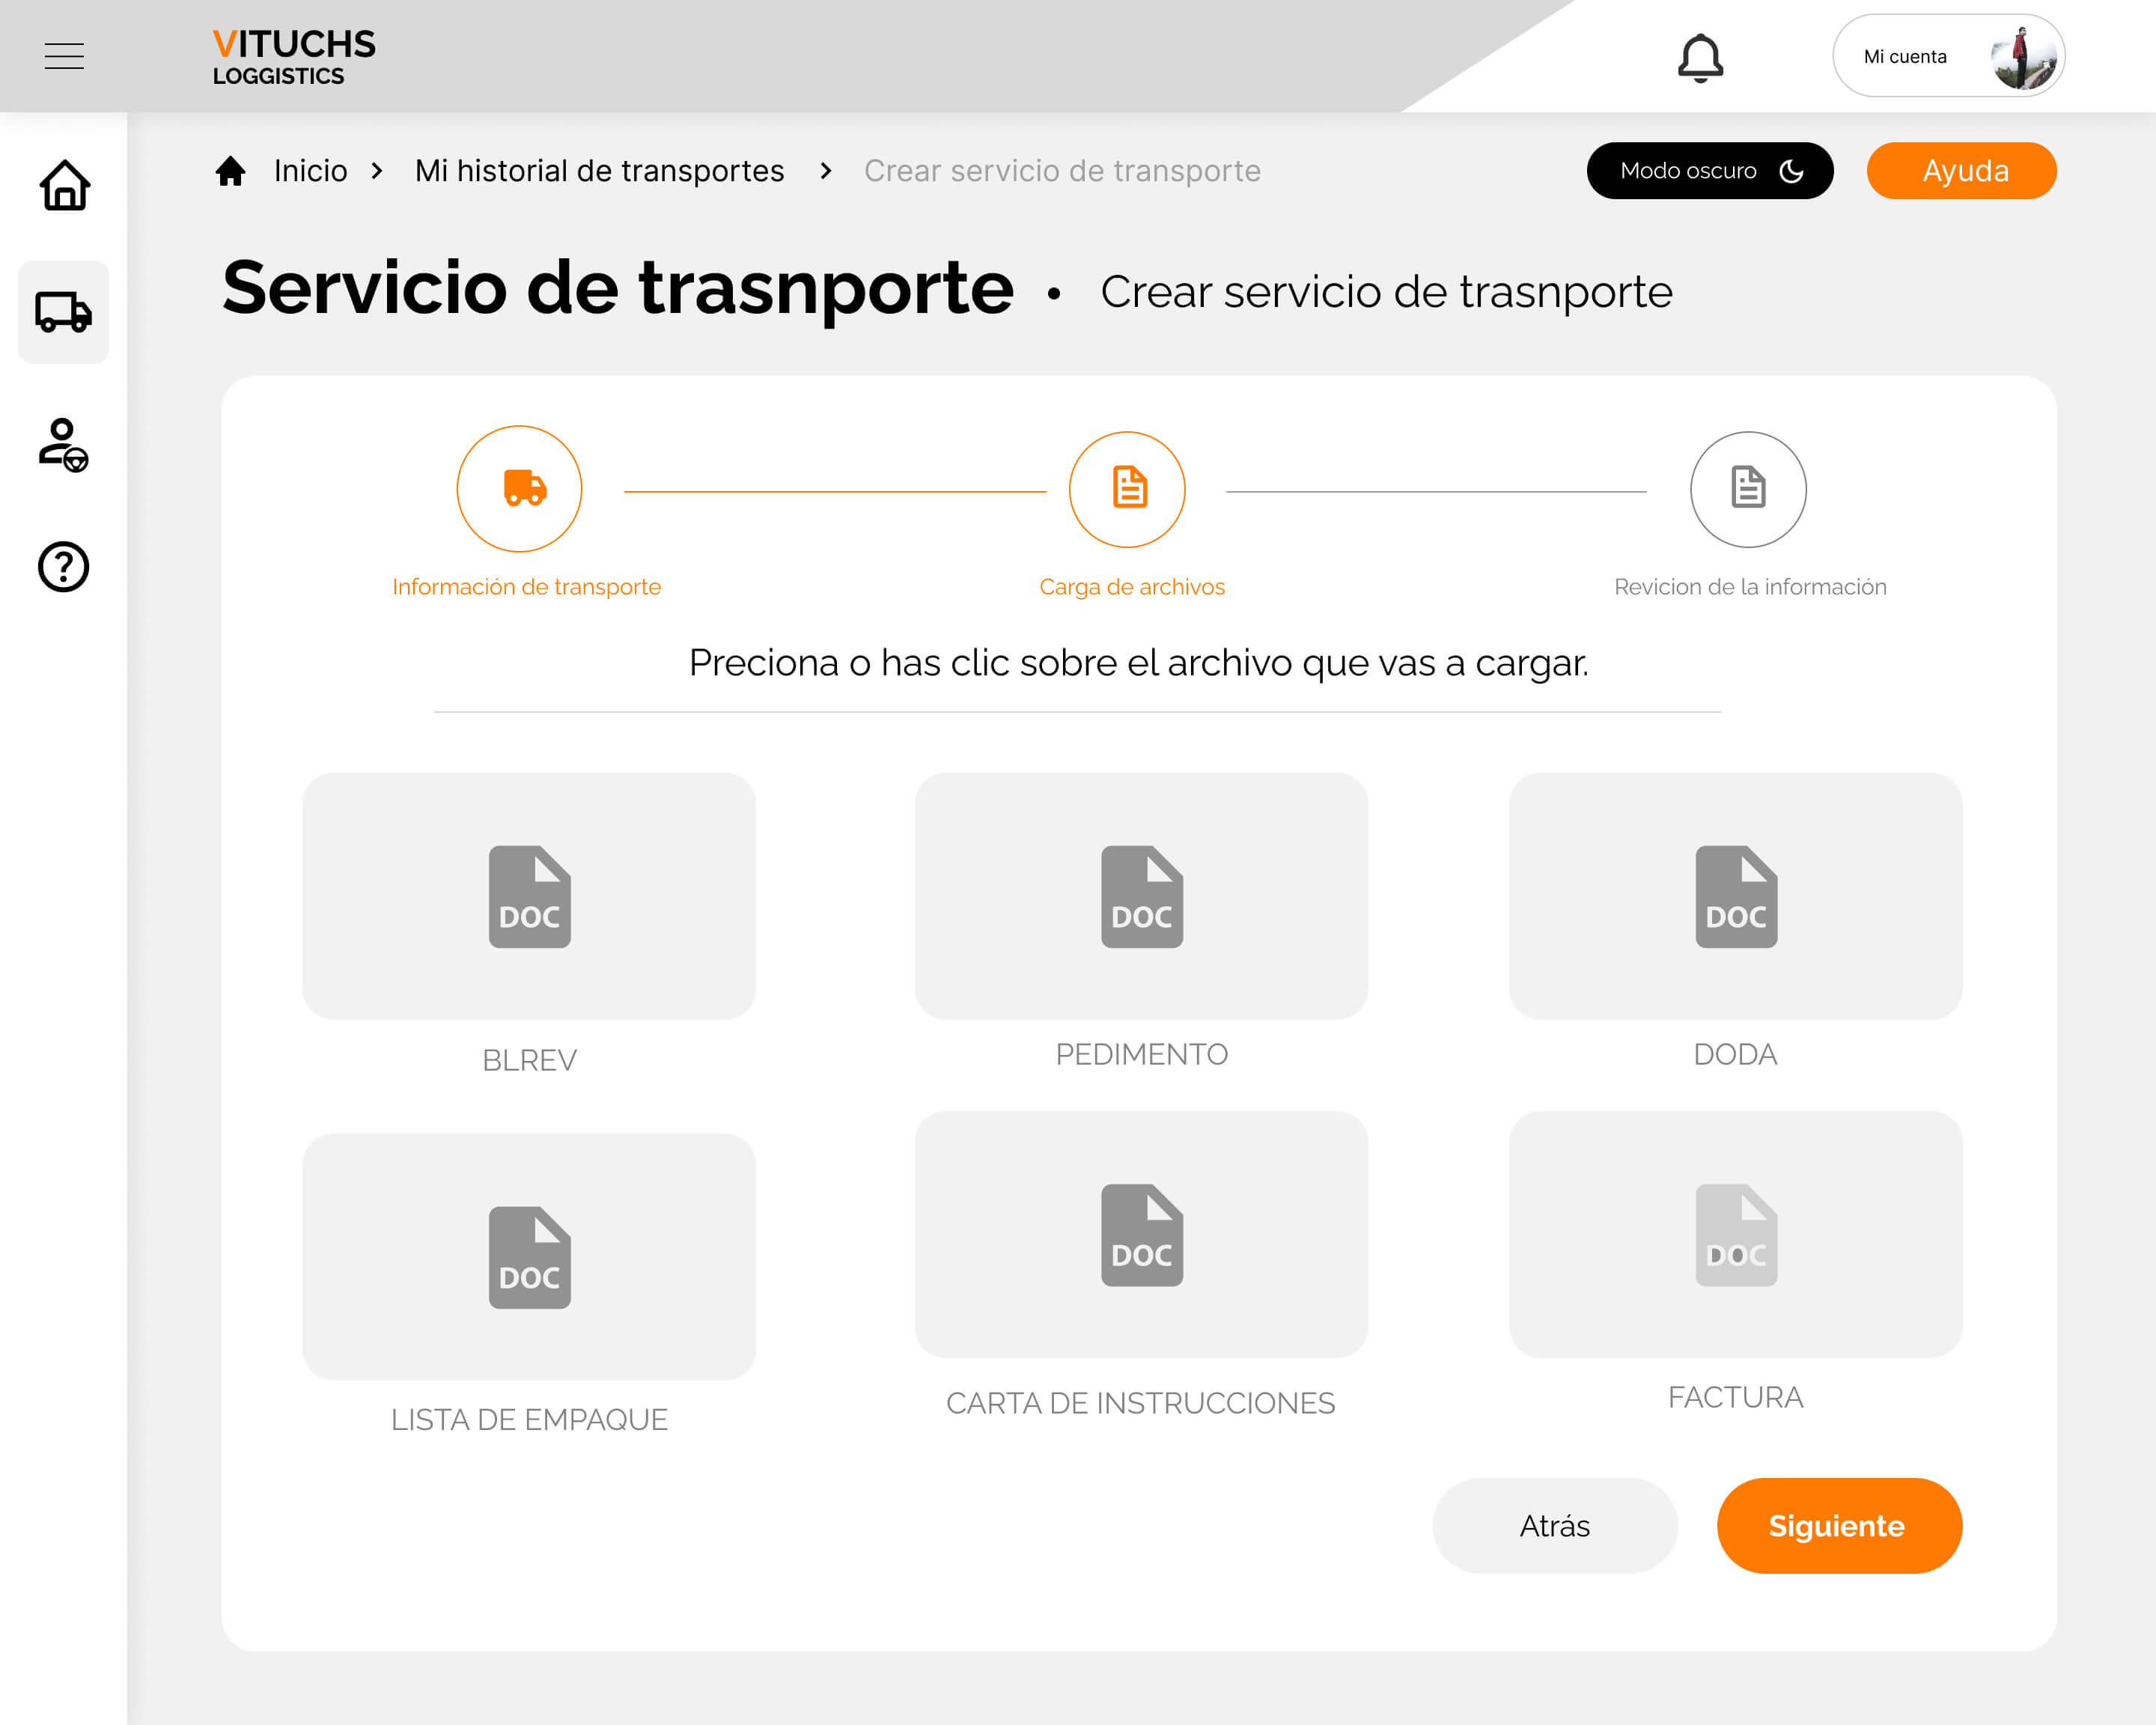 VITUCHS
LOGGISTICS
Mi cuenta
Inicio > Mi historial de transportes > Crear servicio de transporte
Modo oscuro
Ayuda
Servicio de trasnporte • Crear servicio de trasnporte
Información de transporte
Carga de archivos
Revicion de la información
Preciona o has clic sobre el archivo que vas a cargar.
DOC
DOC
DOC
BLREV
PEDIMENTO
DODA
DOC
DOC
DOC
LISTA DE EMPAQUE
CARTA DE INSTRUCCIONES
FACTURA
Atrás
Siguiente